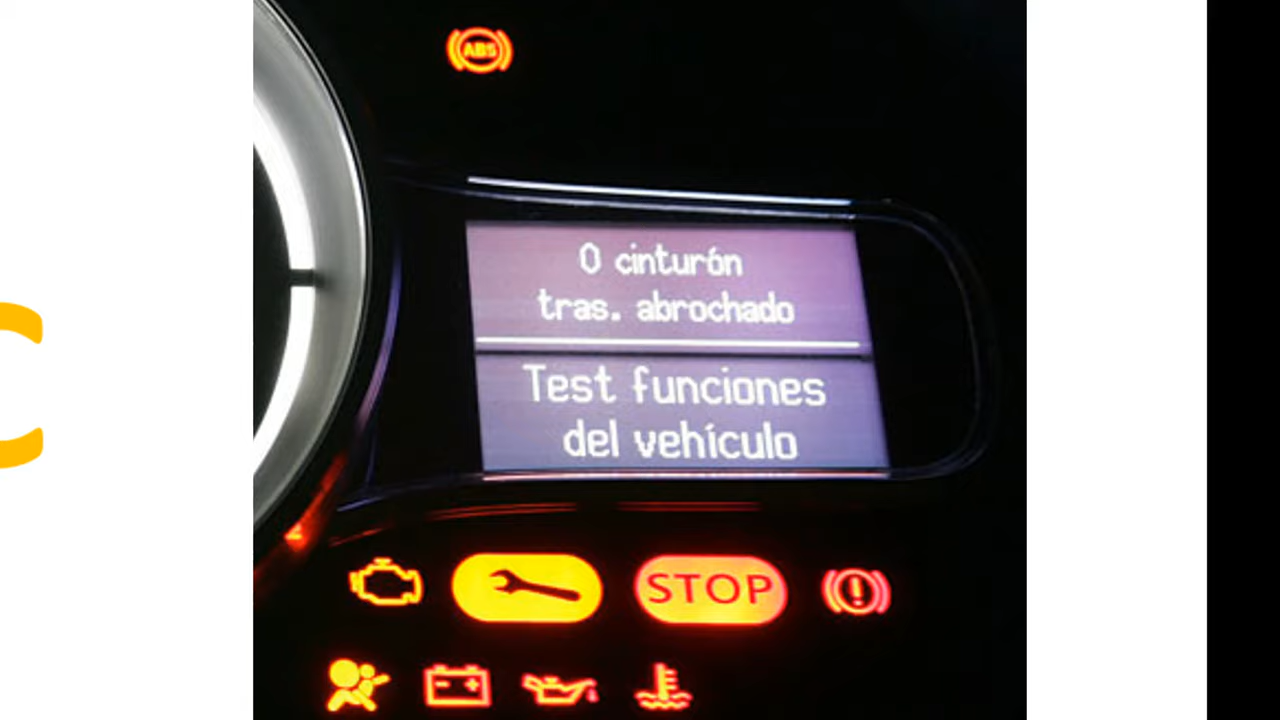 ABS
0 cinturón
tras. abrochado
Test funciones
del vehículo
STOP